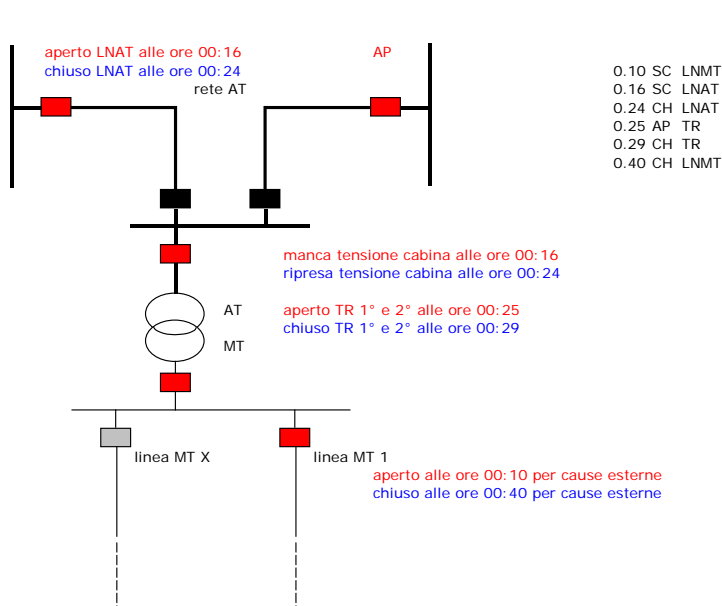 aperto LNAT alle ore 00:16
chiuso LNAT alle ore 00:24
rete AT
AP
0.10 SC LNMT
0.16 SC LNAT
0.24 CH LNAT
0.25 AP TR
0.29 CH TR
0.40 CH LNMT
manca tensione cabina alle ore 00:16
ripresa tensione cabina alle ore 00:24
AT
aperto TR 1° e 2° alle ore 00:25
chiuso TR 1° e 2° alle ore 00:29
MT
linea MT X
linea MT 1
aperto alle ore 00:10 per cause esterne
chiuso alle ore 00:40 per cause esterne